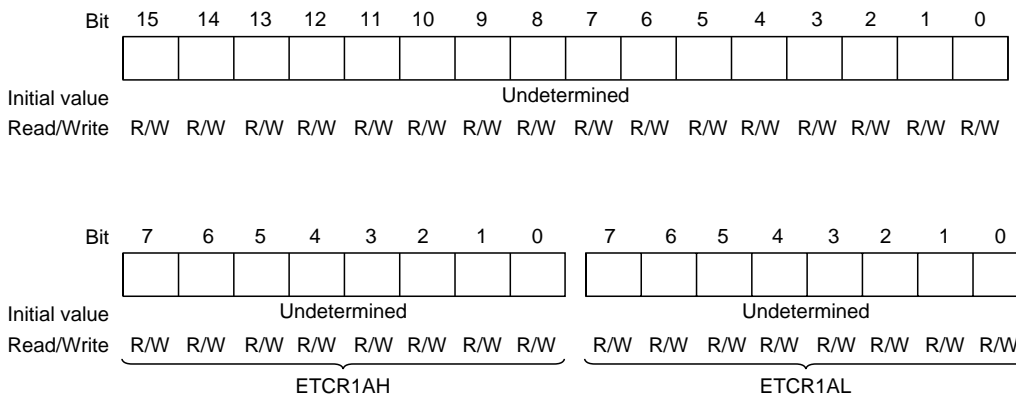 Bit 15 14 13 12 11 10 9 8 7 6 5 4 3 2 1 0
Initial value Undetermined
Read/Write R/W R/W R/W R/W R/W R/W R/W R/W R/W R/W R/W R/W R/W R/W R/W R/W
Bit 7 6 5 4 3 2 1 0 7 6 5 4 3 2 1 0
Initial value Undetermined Undetermined
Read/Write R/W R/W R/W R/W R/W R/W R/W R/W R/W R/W R/W R/W R/W R/W R/W R/W
ETCR1AH ETCR1AL